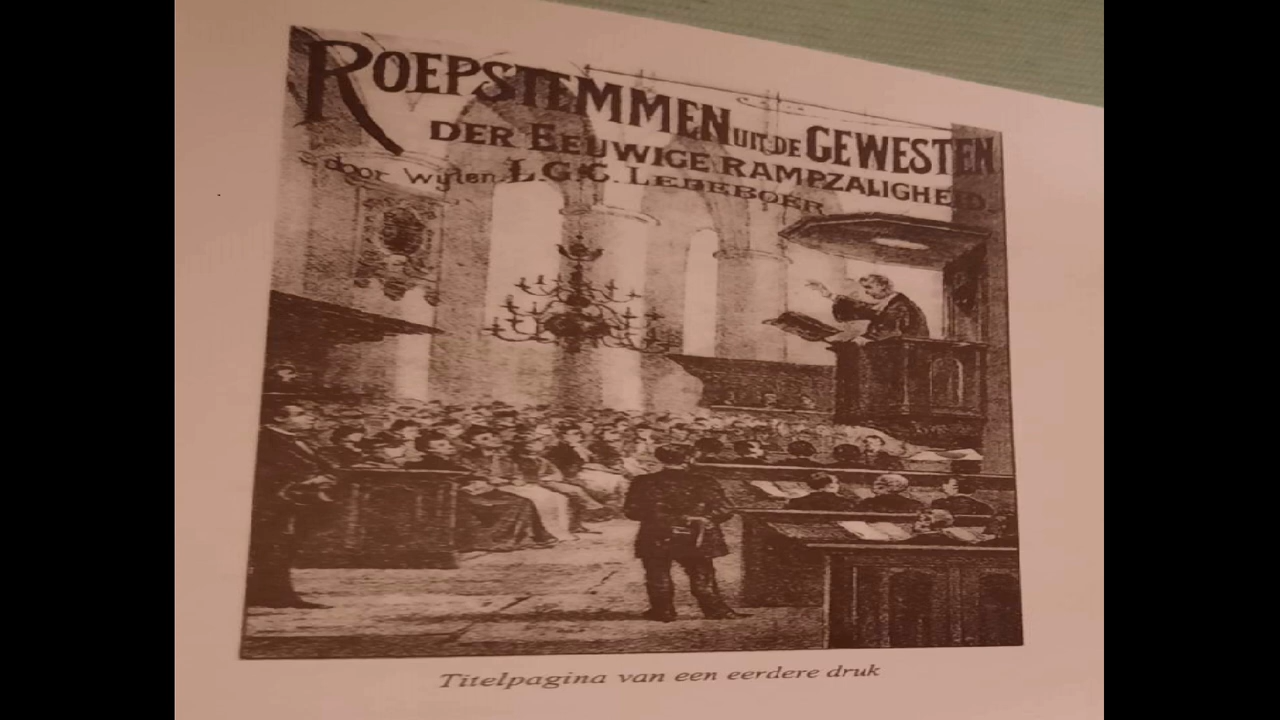 ROEPSTEMMEN UIT DE GEWESTEN
DER EEUWIGE RAMPZALIGHEID.
door Wijlen L.G.C. LEDEBOER
Titelpagina van een eerdere druk